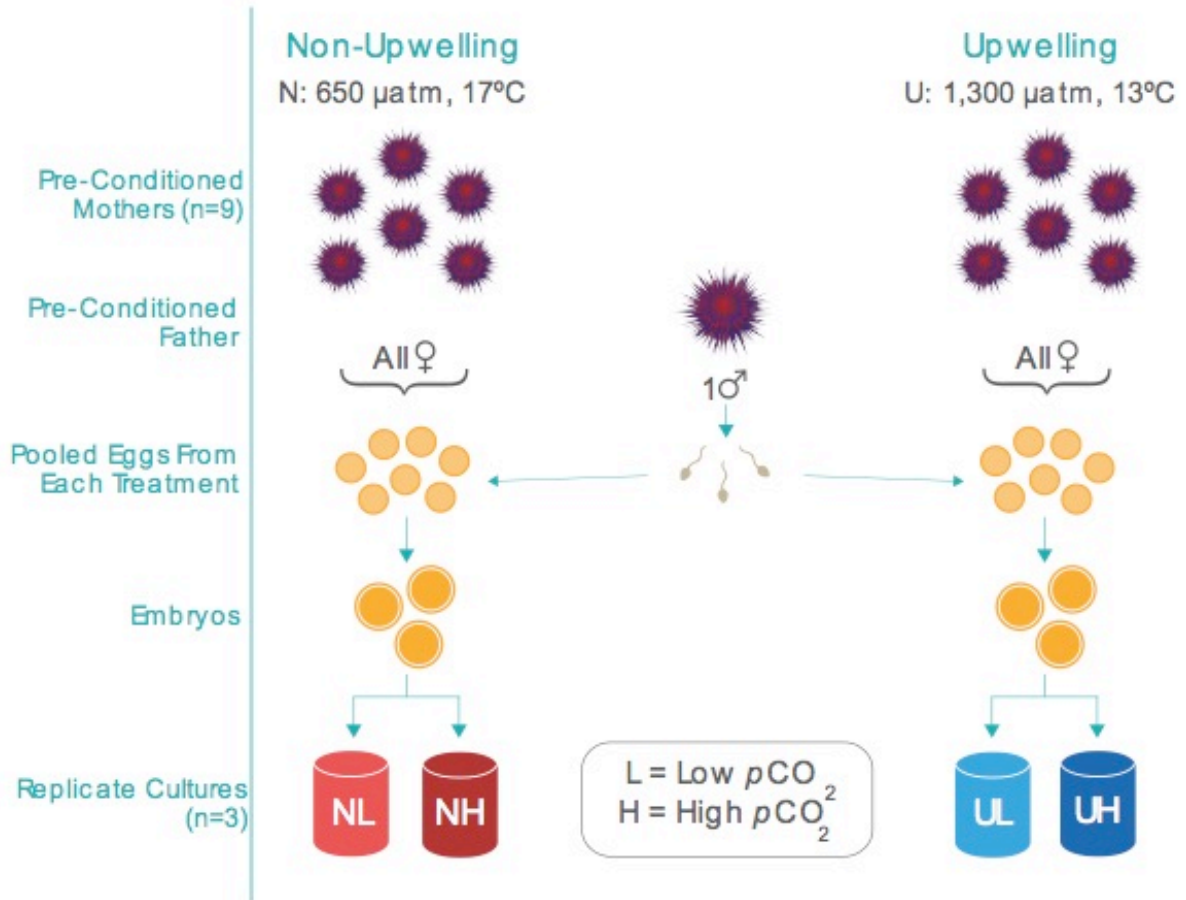 Non-Upwelling
N: 650 µatm, 17ºC
Upwelling
U: 1,300 µatm, 13ºC
Pre-Conditioned
Mothers (n=9)
Pre-Conditioned
Father
All ♀
1♂
All ♀
Pooled Eggs From
Each Treatment
Embryos
Replicate Cultures
(n=3)
NL
NH
L = Low pCO2
H = High pCO2
UL
UH